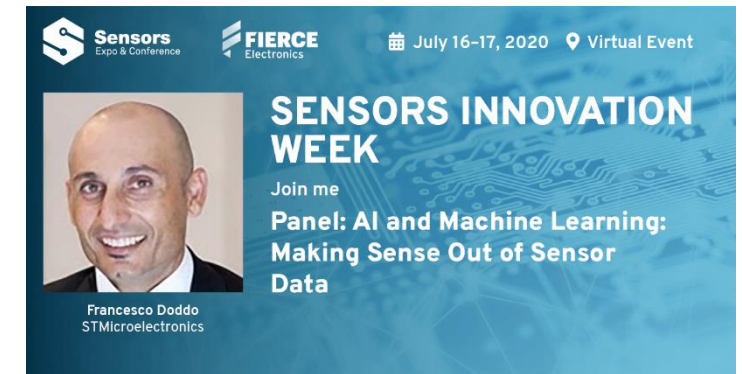 Sensors
Expo & Conference
FIERCE
Electronics
July 16-17, 2020
Virtual Event
SENSORS INNOVATION
WEEK
Join me
Panel: AI and Machine Learning:
Making Sense Out of Sensor
Data
Francesco Doddo
STMicroelectronics